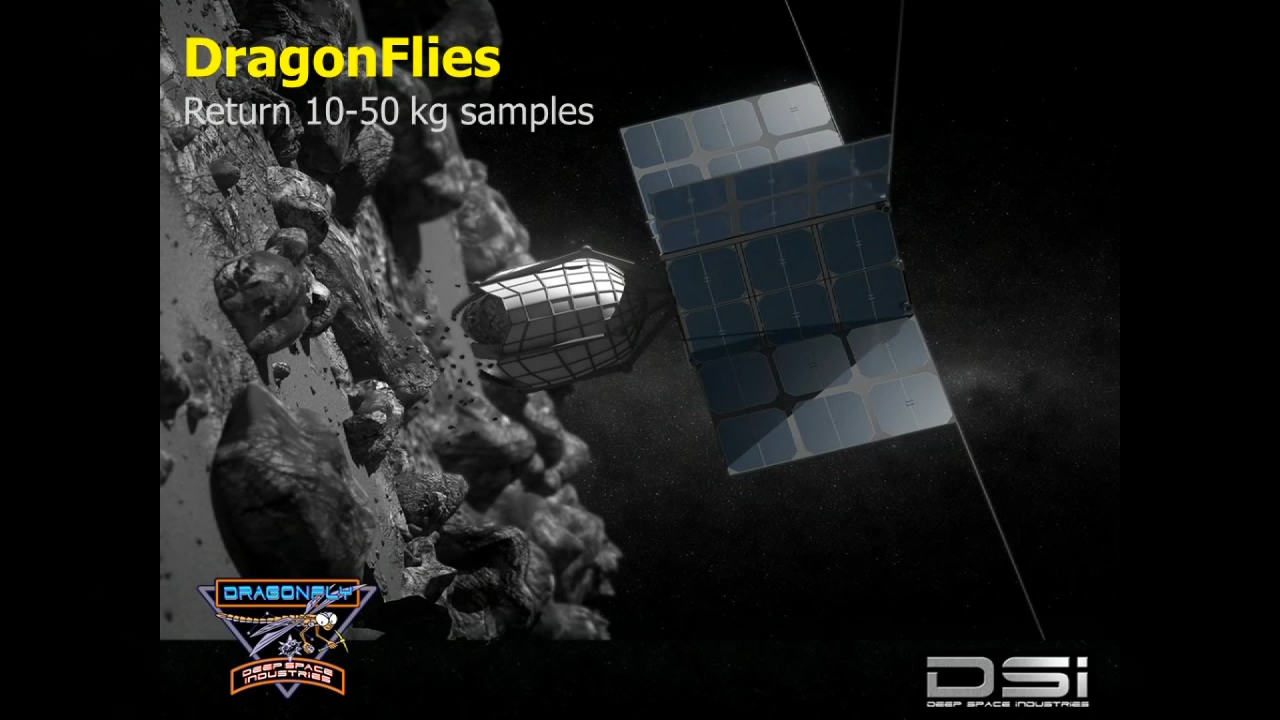 DragonFlies
Return 10-50 kg samples
DRAGONFLY
DEEP SPACE
INDUSTRIES
DSi
DEEP SPACE INDUSTRIES